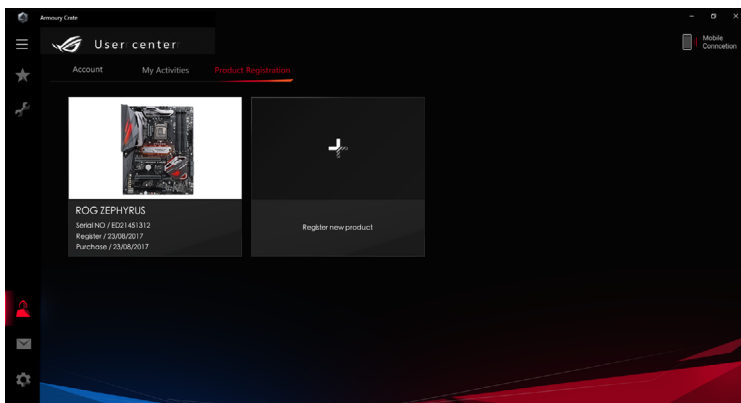 Armoury Crate
User center
Mobile
Conncetion
Account
My Activities
Product Registration
ROG ZEPHYRUS
Serial NO / ED21451312
Register / 23/08/2017
Purchase / 23/08/2017
Register new product